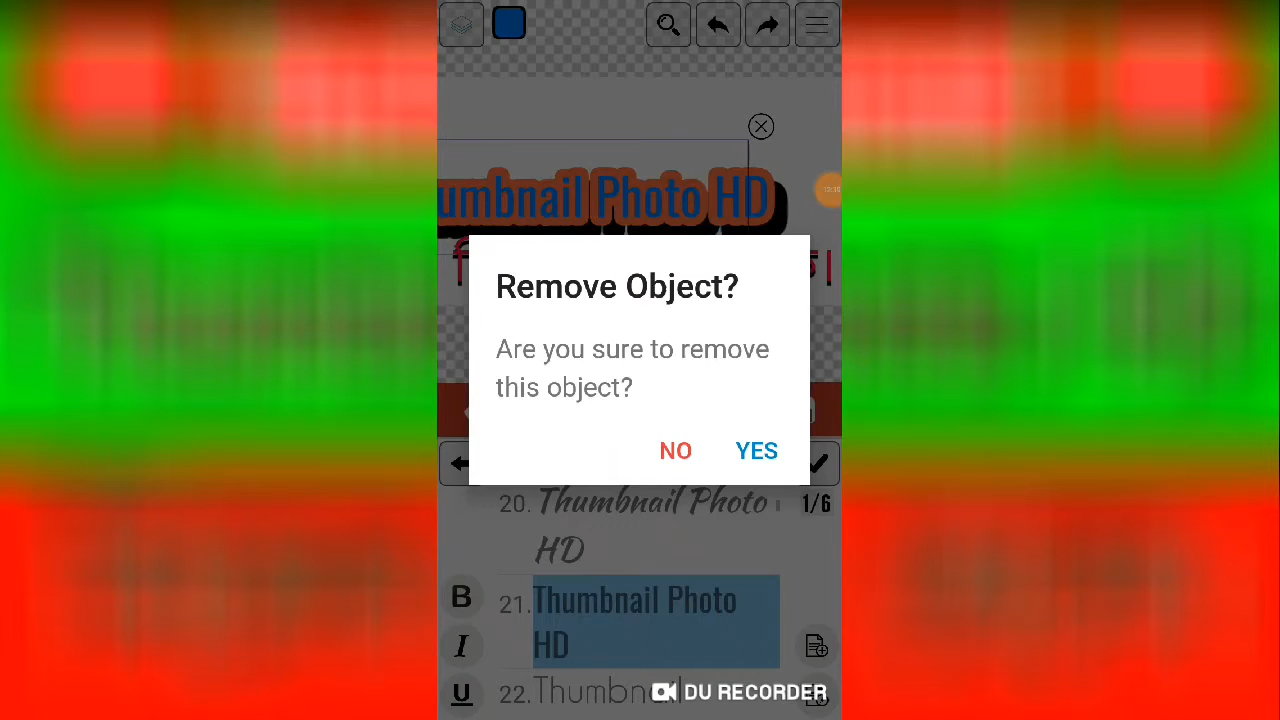 umbnail Photo HD
Remove Object?
Are you sure to remove
this object?
NO YES
20. Thumbnail Photo
HD
1/6
B
21. Thumbnail Photo
HD
I
U
22. Thumbnail
DU RECORDER